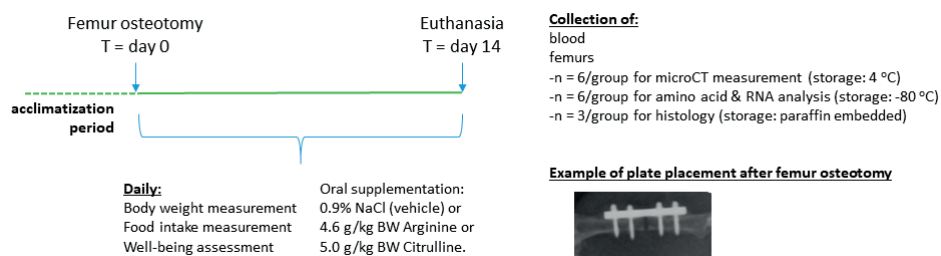 Femur osteotomy
T = day 0
Euthanasia
T = day 14
acclimatization
period
Daily:
Body weight measurement
Food intake measurement
Well-being assessment
Oral supplementation:
0.9% NaCl (vehicle) or
4.6 g/kg BW Arginine or
5.0 g/kg BW Citrulline.
Collection of:
blood
femurs
-n = 6/group for microCT measurement (storage: 4 °C)
-n = 6/group for amino acid & RNA analysis (storage: -80 °C)
-n = 3/group for histology (storage: paraffin embedded)
Example of plate placement after femur osteotomy